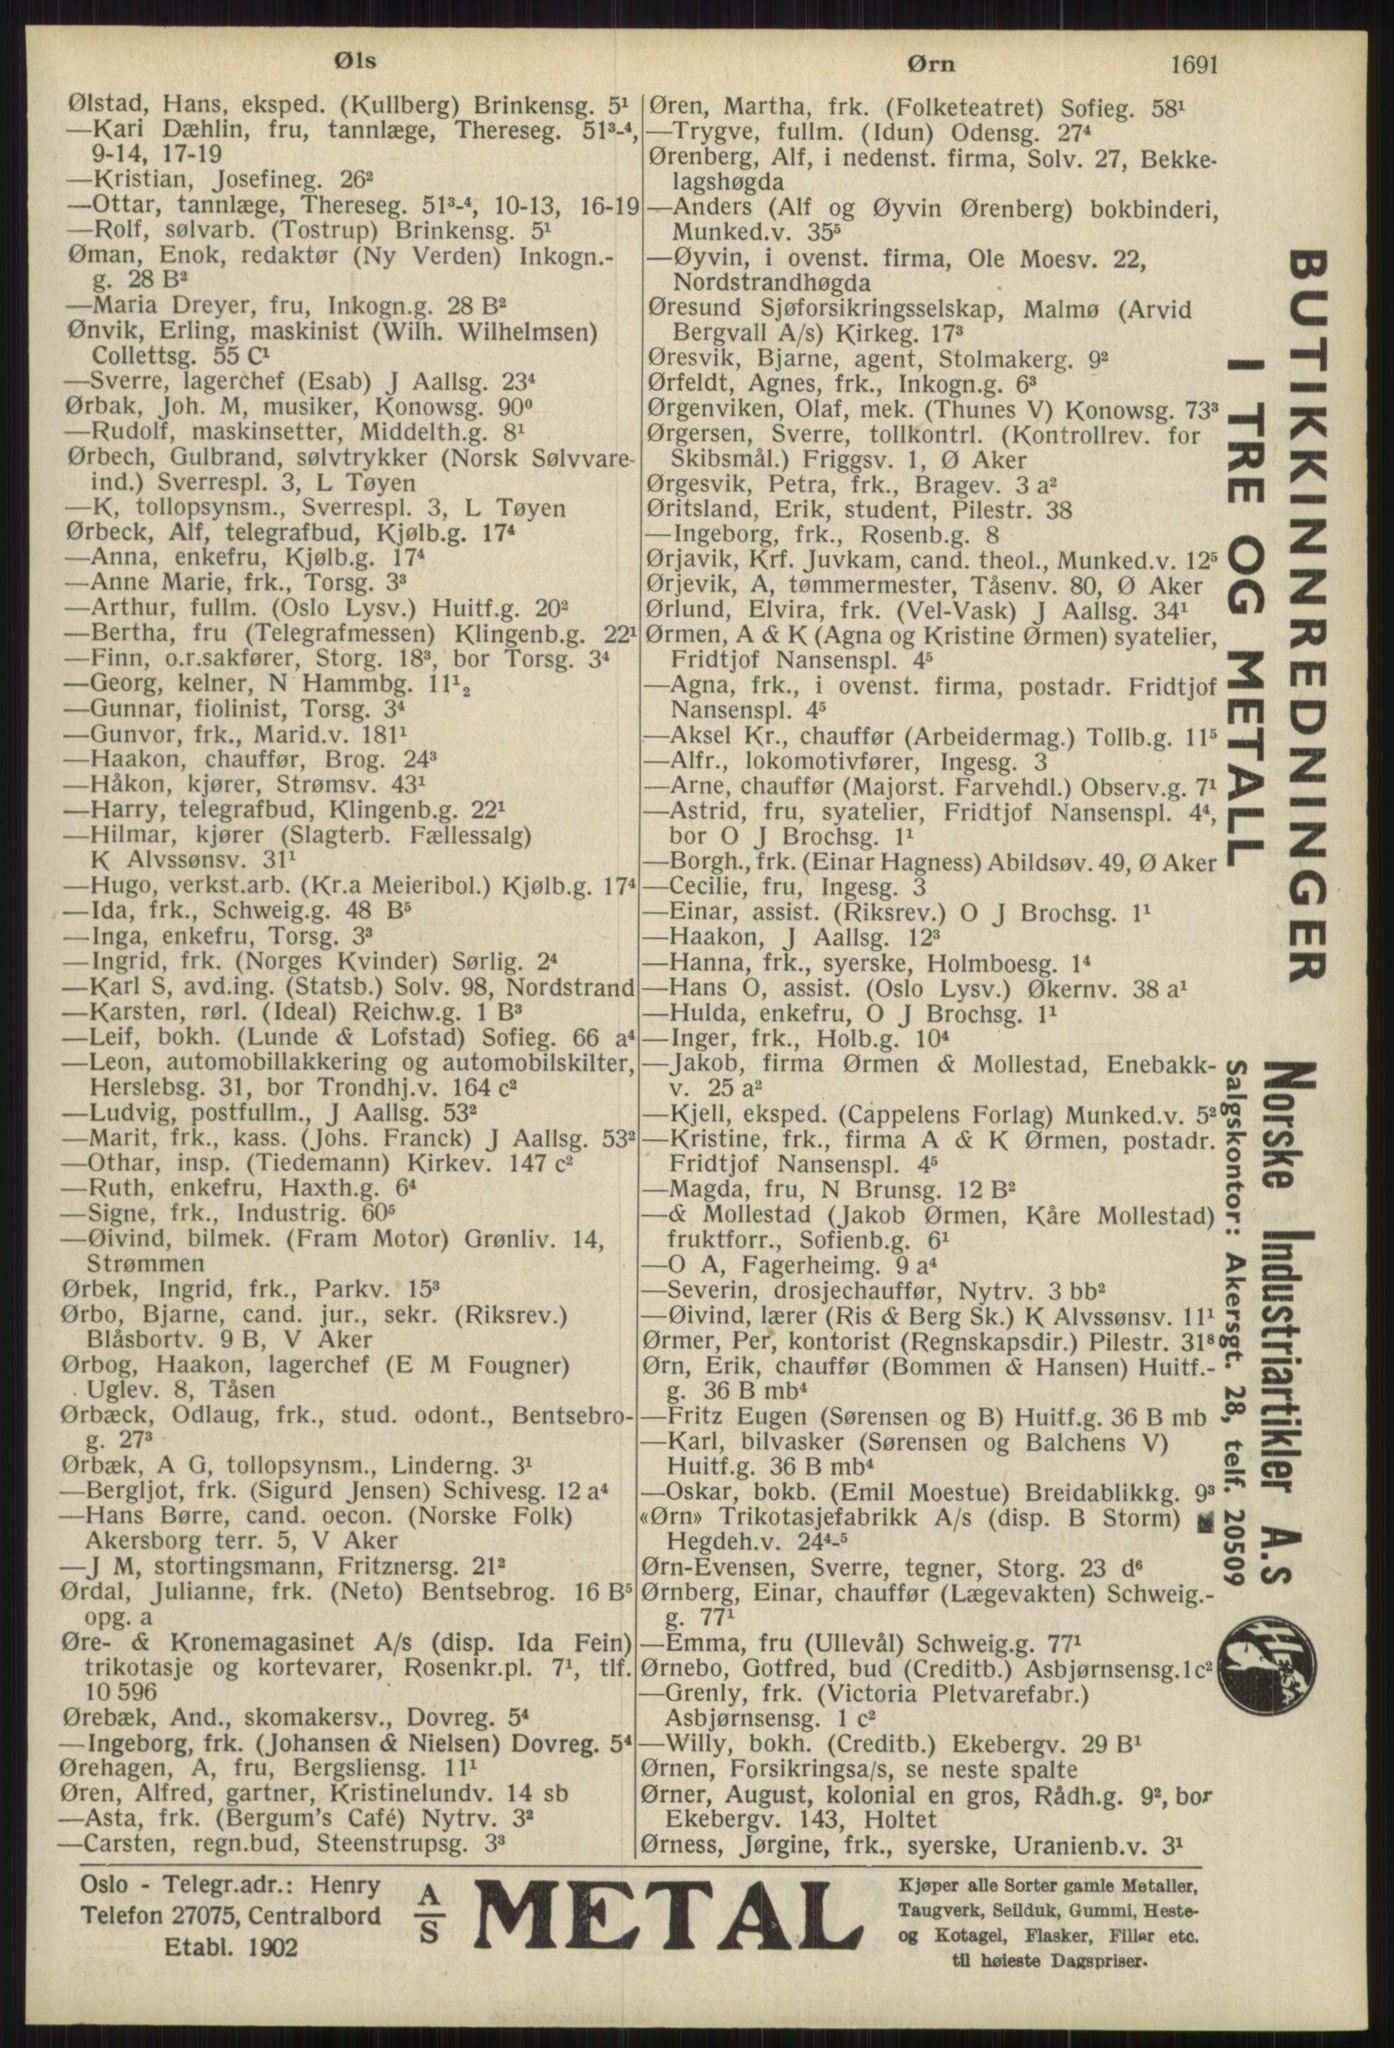 Øls
Ørn
1691
Ølstad, Hans, eksped. (Kullberg) Brinkensg. 5¹
—Kari Dæhlin, fru, tannlæge, Thereseg. 51³-⁴,
9-14, 17-19
—Kristian, Josefineg. 26²
—Ottar, tannlæge, Thereseg. 51³-⁴, 10-13, 16-19
—Rolf, sølvarb. (Tostrup) Brinkensg. 5¹
Øman, Enok, redaktør (Ny Verden) Inkogn.-
g. 28 B²
—Maria Dreyer, fru, Inkogn.g. 28 B²
Ønvik, Erling, maskinist (Wilh. Wilhelmsen)
Collettsg. 55 C¹
—Sverre, lagerchef (Esab) J Aallsg. 23⁴
Ørbak, Joh. M, musiker, Konowsg. 90⁰
—Rudolf, maskinsetter, Middelth.g. 8¹
Ørbech, Gulbrand, sølvtrykker (Norsk Sølvvare-
ind.) Sverrespl. 3, L Tøyen
—K, tollopsynsm., Sverrespl. 3, L Tøyen
Ørbeck, Alf, telegrafbud, Kjølb.g. 17⁴
—Anna, enkefru, Kjølb.g. 17⁴
—Anne Marie, frk., Torsg. 3³
—Arthur, fullm. (Oslo Lysv.) Huitf.g. 20²
—Bertha, fru (Telegrafmessen) Klingenb.g. 22¹
—Finn, o.r.sakfører, Storg. 18³, bor Torsg. 3⁴
—Georg, kelner, N Hammbg. 11¹₂
—Gunnar, fiolinist, Torsg. 3⁴
—Gunvor, frk., Marid.v. 181¹
—Haakon, chauffør, Brog. 24³
—Håkon, kjører, Strømsv. 43¹
—Harry, telegrafbud, Klingenb.g. 22¹
—Hilmar, kjører (Slagterb. Fællessalg)
K Alvssønsv. 31¹
—Hugo, verkst.arb. (Kr.a Meieribol.) Kjølb.g. 17⁴
—Ida, frk., Schweig.g. 48 B⁵
—Inga, enkefru, Torsg. 3³
—Ingrid, frk. (Norges Kvinder) Sørlig. 2⁴
—Karl S, avd.ing. (Statsb.) Solv. 98, Nordstrand
—Karsten, rørl. (Ideal) Reichw.g. 1 B³
—Leif, bokh. (Lunde & Lofstad) Sofieg. 66 a⁴
—Leon, automobillakkering og automobilskilter,
Herslebsg. 31, bor Trondhj.v. 164 c²
—Ludvig, postfullm., J Aallsg. 53²
—Marit, frk., kass. (Johs. Franck) J Aallsg. 53²
—Othar, insp. (Tiedemann) Kirkev. 147 c²
—Ruth, enkefru, Haxth.g. 6⁴
—Signe, frk., Industrig. 60⁵
—Øivind, bilmek. (Fram Motor) Grønliv. 14,
Strømmen
Ørbek, Ingrid, frk., Parkv. 15³
Ørbo, Bjarne, cand. jur., sekr. (Riksrev.)
Blåsbortv. 9 B, V Aker
Ørbog, Haakon, lagerchef (E M Fougner)
Uglev. 8, Tåsen
Ørbæck, Odlaug, frk., stud. odont., Bentsebro-
g. 27³
Ørbæk, A G, tollopsynsm., Linderng. 3¹
—Bergljot, frk. (Sigurd Jensen) Schivesg. 12 a⁴
—Hans Børre, cand. oecon. (Norske Folk)
Akersborg terr. 5, V Aker
—J M, stortingsmann, Fritznersg. 21²
Ørdal, Julianne, frk. (Neto) Bentsebrog. 16 B⁵
opg. a
Øre- & Kronemagasinet A/s (disp. Ida Fein)
trikotasje og kortevarer, Rosenkr.pl. 7¹, tlf.
10 596
Ørebæk, And., skomakersv., Dovreg. 5⁴
—Ingeborg, frk. (Johansen & Nielsen) Dovreg. 5⁴
Ørehagen, A, fru, Bergsliensg. 11¹
Øren, Alfred, gartner, Kristinelundv. 14 sb
—Asta, frk. (Bergum's Café) Nytrv. 3²
—Carsten, regn.bud, Steenstrupsg. 3³
Øren, Martha, frk. (Folketeatret) Sofieg. 58¹
—Trygve, fullm. (Idun) Odensg. 27⁴
Ørenberg, Alf, i nedenst. firma, Solv. 27, Bekke-
lagshøgda
—Anders (Alf og Øyvin Ørenberg) bokbinderi,
Munked.v. 35⁵
—Øyvin, i ovenst. firma, Ole Moesv. 22,
Nordstrandhøgda
Øresund Sjøforsikringsselskap, Malmø (Arvid
Bergvall A/s) Kirkeg. 17³
Øresvik, Bjarne, agent, Stolmakerg. 9²
Ørfeldt, Agnes, frk., Inkogn.g. 6³
Ørgenviken, Olaf, mek. (Thunes V) Konowsg. 73³
Ørgersen, Sverre, tollkontrl. (Kontrollrev. for
Skibsmål.) Friggsv. 1, Ø Aker
Ørgesvik, Petra, frk., Bragev. 3 a²
Øritsland, Erik, student, Pilestr. 38
—Ingeborg, frk., Rosenb.g. 8
Ørjavik, Krf. Juvkam, cand. theol., Munked.v. 12⁵
Ørjevik, A, tømmermester, Tåsenv. 80, Ø Aker
Ørlund, Elvira, frk. (Vel-Vask) J Aallsg. 34¹
Ørmen, A & K (Agna og Kristine Ørmen) syatelier,
Fridtjof Nansenspl. 4⁵
—Agna, frk., i ovenst. firma, postadr. Fridtjof
Nansenspl. 4⁵
—Aksel Kr., chauffør (Arbeidermag.) Tollb.g. 11⁵
—Alfr., lokomotivfører, Ingesg. 3
—Arne, chauffør (Majorst. Farvehdl.) Observ.g. 7¹
—Astrid, fru, syatelier, Fridtjof Nansenspl. 4⁴,
bor O J Brochsg. 1¹
—Borgh., frk. (Einar Hagness) Abildsøv. 49, Ø Aker
—Cecilie, fru, Ingesg. 3
—Einar, assist. (Riksrev.) O J Brochsg. 1¹
—Haakon, J Aallsg. 12³
—Hanna, frk., syerske, Holmboesg. 1⁴
—Hans O, assist. (Oslo Lysv.) Økernv. 38 a¹
—Hulda, enkefru, O J Brochsg. 1¹
—Inger, frk., Holb.g. 10⁴
—Jakob, firma Ørmen & Mollestad, Enebakk-
v. 25 a²
—Kjell, eksped. (Cappelens Forlag) Munked.v. 5²
—Kristine, frk., firma A & K Ørmen, postadr.
Fridtjof Nansenspl. 4⁵
—Magda, fru, N Brunsg. 12 B²
—& Mollestad (Jakob Ørmen, Kåre Mollestad)
fruktforr., Sofienb.g. 6¹
—O A, Fagerheimg. 9 a⁴
—Severin, drosjechauffør, Nytrv. 3 bb²
—Øivind, lærer (Ris & Berg Sk.) K Alvssønsv. 11¹
Ørmer, Per, kontorist (Regnskapsdir.) Pilestr. 31⁸
Ørn, Erik, chauffør (Bommen & Hansen) Huitf.-
g. 36 B mb⁴
—Fritz Eugen (Sørensen og B) Huitf.g. 36 B mb
—Karl, bilvasker (Sørensen og Balchens V)
Huitf.g. 36 B mb⁴
—Oskar, bokb. (Emil Moestue) Breidablikkg. 9³
«Ørn» Trikotasjefabrikk A/s (disp. B Storm) ■
Hegdeh.v. 24⁴-⁵
Ørn-Evensen, Sverre, tegner, Storg. 23 d⁶
Ørnberg, Einar, chauffør (Lægevakten) Schweig.-
g. 77¹
—Emma, fru (Ullevål) Schweig.g. 77¹
Ørnebo, Gotfred, bud (Creditb.) Asbjørnsensg. 1 c²
—Grenly, frk. (Victoria Pletvarefabr.)
Asbjørnsensg. 1 c²
—Willy, bokh. (Creditb.) Ekebergv. 29 B¹
Ørnen, Forsikringsa/s, se neste spalte
Ørner, August, kolonial en gros, Rådh.g. 9², bor
Ekebergv. 143, Holtet
Ørness, Jørgine, frk., syerske, Uranienb.v. 3¹
BUTIKKINNREDNINGER
I TRE OG METALL
Norske Industriartikler A.s
Salgskontor: Akersgt. 28, telf. 20509
HERSA
Oslo - Telegr.adr.: Henry
Telefon 27075, Centralbord
Etabl. 1902
A/S METAL
Kjøper alle Sorter gamle Metaller,
Taugverk, Seilduk, Gummi, Heste-
og Kotagel, Flasker, Filler etc.
til høieste Dagspriser.